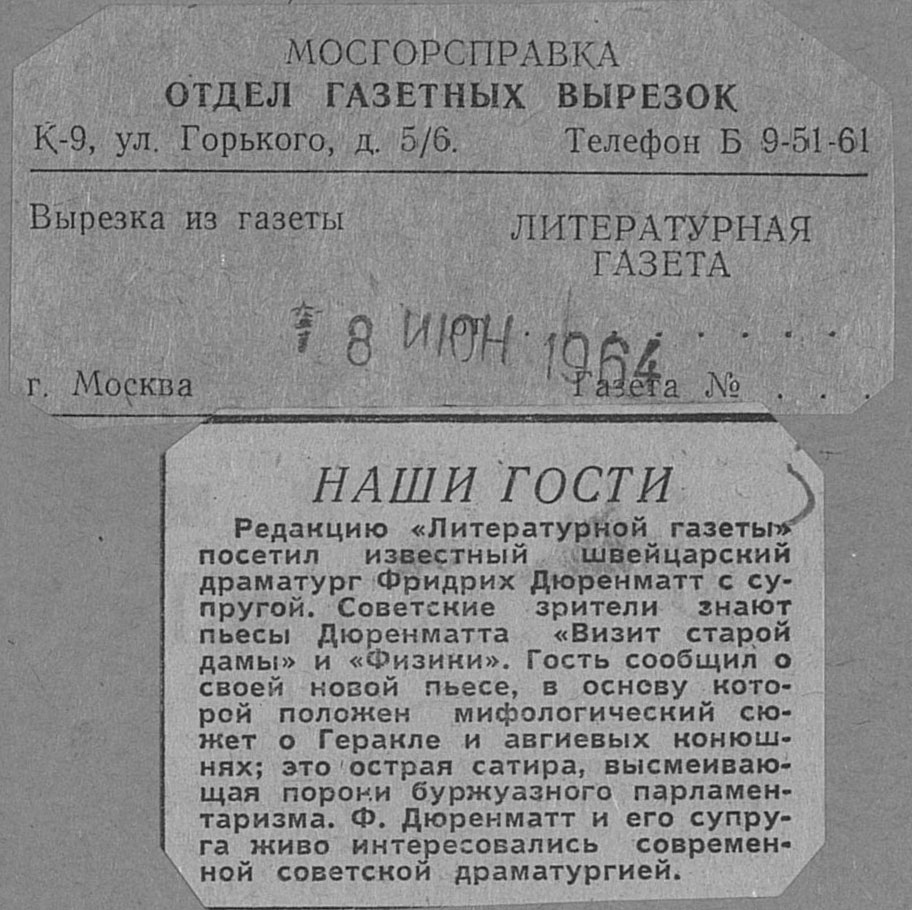 МОСГОРСПРАВКА
ОТДЕЛ ГАЗЕТНЫХ ВЫРЕЗОК
К-9, ул. Горького, д. 5/6. Телефон Б 9-51-61
Вырезка из газеты ЛИТЕРАТУРНАЯ
ГАЗЕТА
8 ИЮН 1964 от . . . . . . .
г. Москва Газета № . . .
НАШИ ГОСТИ
Редакцию «Литературной газеты»
посетил известный швейцарский
драматург Фридрих Дюренматт с су-
пругой. Советские зрители знают
пьесы Дюренматта «Визит старой
дамы» и «Физики». Гость сообщил о
своей новой пьесе, в основу кото-
рой положен мифологический сю-
жет о Геракле и авгиевых конюш-
нях; это острая сатира, высмеиваю-
щая пороки буржуазного парламен-
таризма. Ф. Дюренматт и его супру-
га живо интересовались современ-
ной советской драматургией.